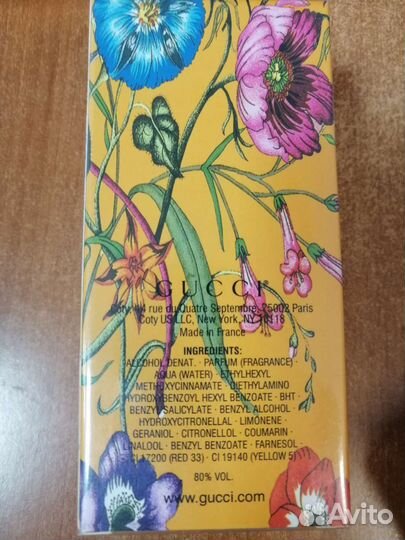 GUCCI
14 rue du Quatre Septembre, 75002 Paris
Coty US LLC, New York, NY 10118
Made in France
INGREDIENTS:
ALCOHOL DENAT. · PARFUM (FRAGRANCE) ·
AQUA (WATER) · ETHYLHEXYL
METHOXYCINNAMATE · DIETHYLAMINO
HYDROXYBENZOYL HEXYL BENZOATE · BHT ·
BENZYL SALICYLATE · BENZYL ALCOHOL ·
HYDROXYCITRONELLAL · LIMONENE ·
GERANIOL · CITRONELLOL · COUMARIN ·
LINALOOL · BENZYL BENZOATE · FARNESOL ·
17200 (RED 33) · CI 19140 (YELLOW 5)
80% VOL.
www.gucci.com
Avito